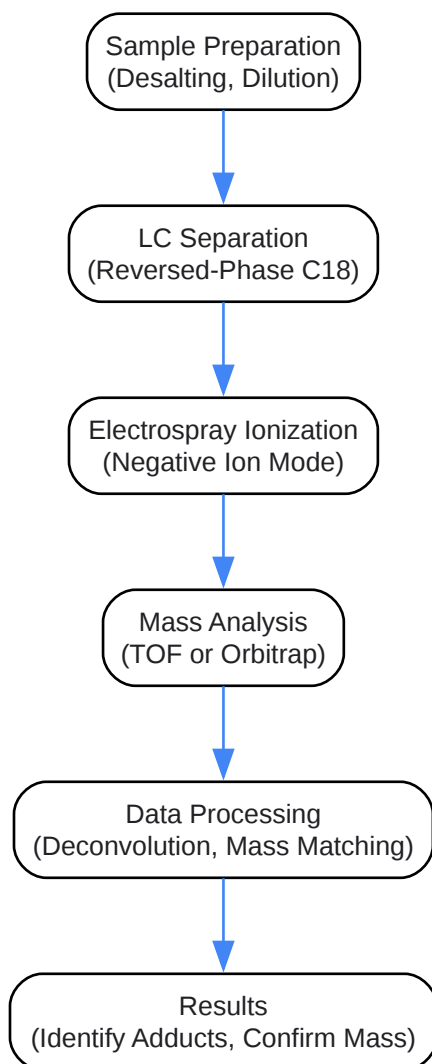 Sample Preparation
(Desalting, Dilution)
LC Separation
(Reversed-Phase C18)
Electrospray Ionization
(Negative Ion Mode)
Mass Analysis
(TOF or Orbitrap)
Data Processing
(Deconvolution, Mass Matching)
Results
(Identify Adducts, Confirm Mass)